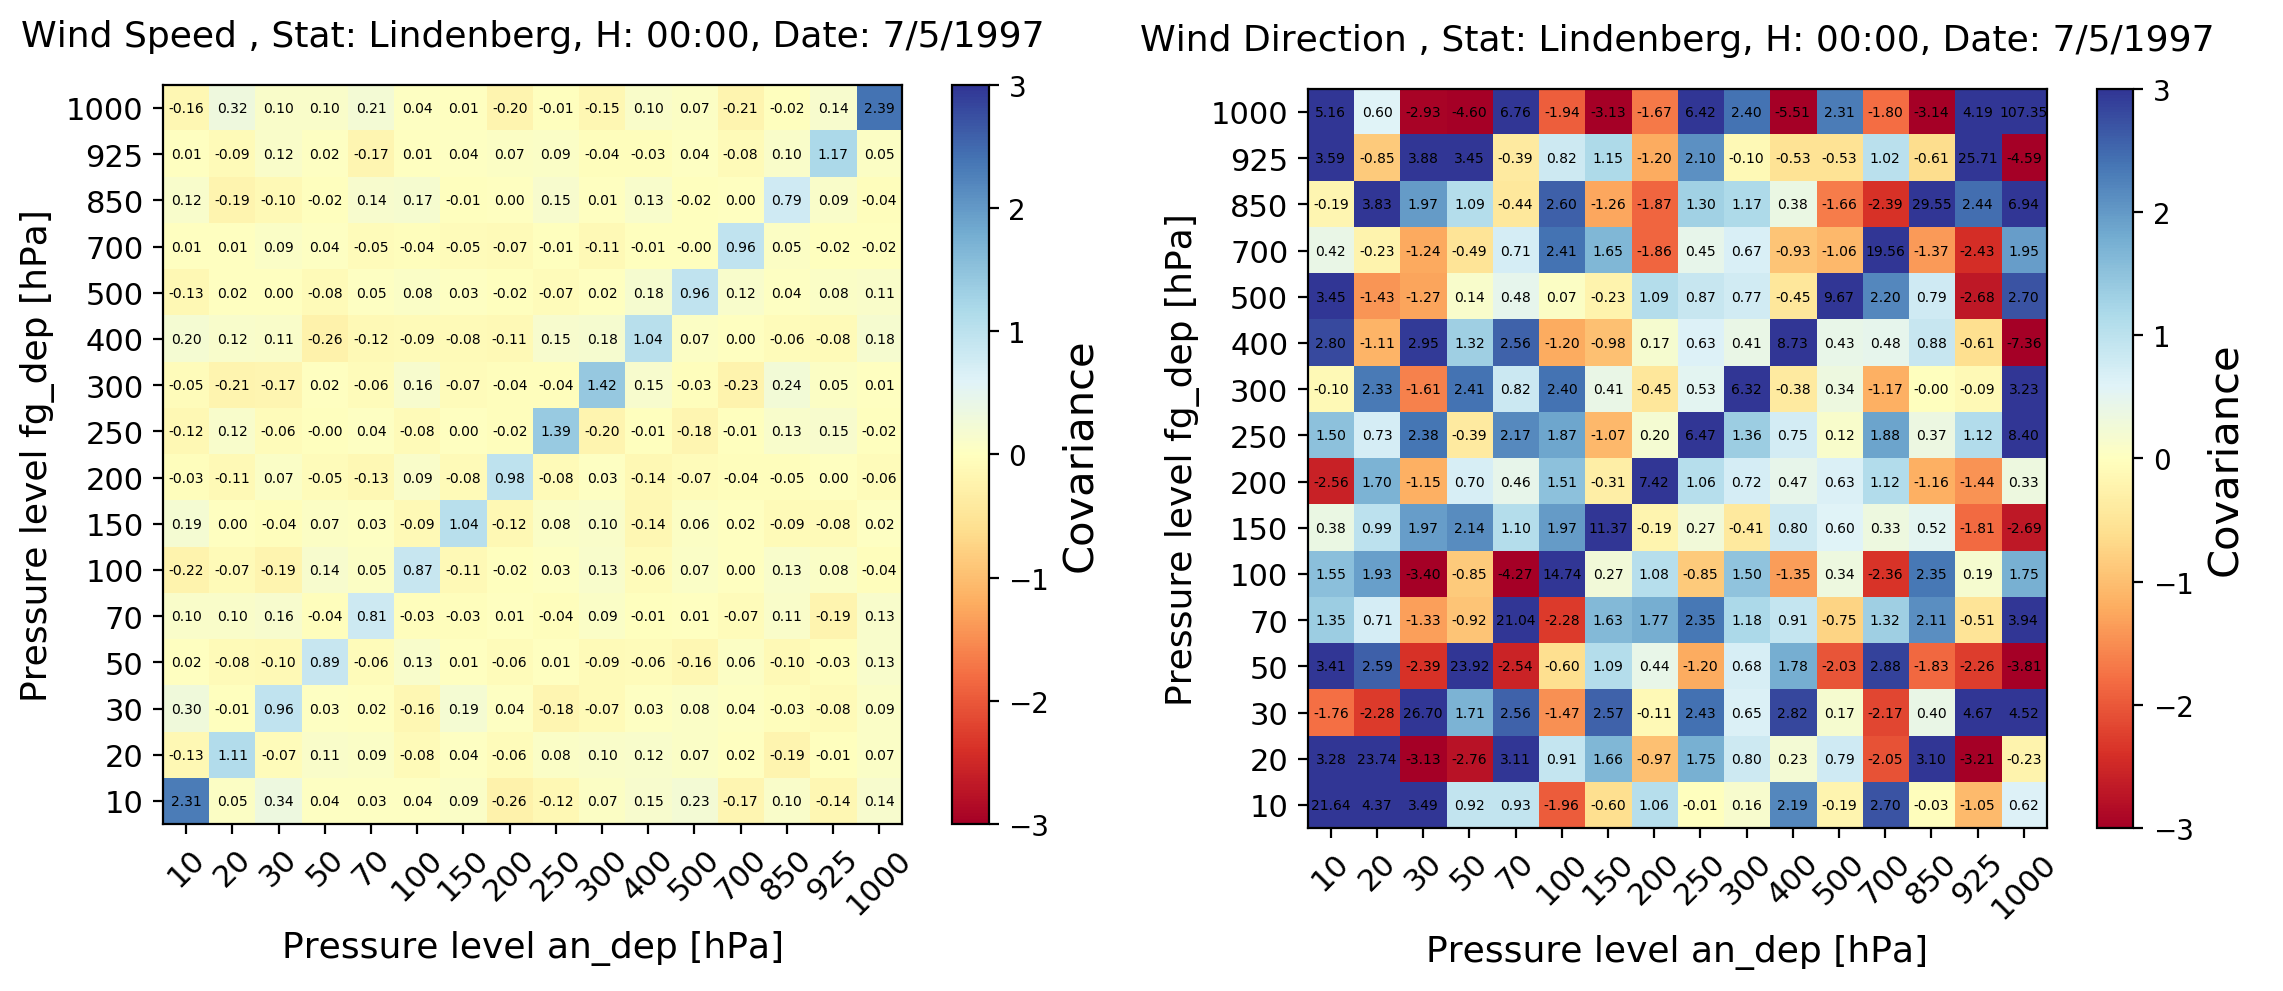 Wind Speed , Stat: Lindenberg, H: 00:00, Date: 7/5/1997
Pressure level fg_dep [hPa]
1000 -0.16 0.32 0.10 0.10 0.21 0.04 0.01 -0.20 -0.01 -0.15 0.10 0.07 -0.21 -0.02 0.14 2.39
925 0.01 -0.09 0.12 0.02 -0.17 0.01 0.04 0.07 0.09 -0.04 -0.03 0.04 -0.08 0.10 1.17 0.05
850 0.12 -0.19 -0.10 -0.02 0.14 0.17 -0.01 0.00 0.15 0.01 0.13 -0.02 0.00 0.79 0.09 -0.04
700 0.01 0.01 0.09 0.04 -0.05 -0.04 -0.05 -0.07 -0.01 -0.11 -0.01 -0.00 0.96 0.05 -0.02 -0.02
500 -0.13 0.02 0.00 -0.08 0.05 0.08 0.03 -0.02 -0.07 0.02 0.18 0.96 0.12 0.04 0.08 0.11
400 0.20 0.12 0.11 -0.26 -0.12 -0.09 -0.08 -0.11 0.15 0.18 1.04 0.07 0.00 -0.06 -0.08 0.18
300 -0.05 -0.21 -0.17 0.02 -0.06 0.16 -0.07 -0.04 -0.04 1.42 0.15 -0.03 -0.23 0.24 0.05 0.01
250 -0.12 0.12 -0.06 -0.00 0.04 -0.08 0.00 -0.02 1.39 -0.20 -0.01 -0.18 -0.01 0.13 0.15 -0.02
200 -0.03 -0.11 0.07 -0.05 -0.13 0.09 -0.08 0.98 -0.08 0.03 -0.14 -0.07 -0.04 -0.05 0.00 -0.06
150 0.19 0.00 -0.04 0.07 0.03 -0.09 1.04 -0.12 0.08 0.10 -0.14 0.06 0.02 -0.09 -0.08 0.02
100 -0.22 -0.07 -0.19 0.14 0.05 0.87 -0.11 -0.02 0.03 0.13 -0.06 0.07 0.00 0.13 0.08 -0.04
70 0.10 0.10 0.16 -0.04 0.81 -0.03 -0.03 0.01 -0.04 0.09 -0.01 0.01 -0.07 0.11 -0.19 0.13
50 0.02 -0.08 -0.10 0.89 -0.06 0.13 0.01 -0.06 0.01 -0.09 -0.06 -0.16 0.06 -0.10 -0.03 0.13
30 0.30 -0.01 0.96 0.03 0.02 -0.16 0.19 0.04 -0.18 -0.07 0.03 0.08 0.04 -0.03 -0.08 0.09
20 -0.13 1.11 -0.07 0.11 0.09 -0.08 0.04 -0.06 0.08 0.10 0.12 0.07 0.02 -0.19 -0.01 0.07
10 2.31 0.05 0.34 0.04 0.03 0.04 0.09 -0.26 -0.12 0.07 0.15 0.23 -0.17 0.10 -0.14 0.14
10 20 30 50 70 100 150 200 250 300 400 500 700 850 925 1000
Pressure level an_dep [hPa]
3
2
1
0
−1
−2
−3
Covariance
Wind Direction , Stat: Lindenberg, H: 00:00, Date: 7/5/1997
Pressure level fg_dep [hPa]
1000 5.16 0.60 -2.93 -4.60 6.76 -1.94 -3.13 -1.67 6.42 2.40 -5.51 2.31 -1.80 -3.14 4.19 107.35
925 3.59 -0.85 3.88 3.45 -0.39 0.82 1.15 -1.20 2.10 -0.10 -0.53 -0.53 1.02 -0.61 25.71 -4.59
850 -0.19 3.83 1.97 1.09 -0.44 2.60 -1.26 -1.87 1.30 1.17 0.38 -1.66 -2.39 29.55 2.44 6.94
700 0.42 -0.23 -1.24 -0.49 0.71 2.41 1.65 -1.86 0.45 0.67 -0.93 -1.06 19.56 -1.37 -2.43 1.95
500 3.45 -1.43 -1.27 0.14 0.48 0.07 -0.23 1.09 0.87 0.77 -0.45 9.67 2.20 0.79 -2.68 2.70
400 2.80 -1.11 2.95 1.32 2.56 -1.20 -0.98 0.17 0.63 0.41 8.73 0.43 0.48 0.88 -0.61 -7.36
300 -0.10 2.33 -1.61 2.41 0.82 2.40 0.41 -0.45 0.53 6.32 -0.38 0.34 -1.17 -0.00 -0.09 3.23
250 1.50 0.73 2.38 -0.39 2.17 1.87 -1.07 0.20 6.47 1.36 0.75 0.12 1.88 0.37 1.12 8.40
200 -2.56 1.70 -1.15 0.70 0.46 1.51 -0.31 7.42 1.06 0.72 0.47 0.63 1.12 -1.16 -1.44 0.33
150 0.38 0.99 1.97 2.14 1.10 1.97 11.37 -0.19 0.27 -0.41 0.80 0.60 0.33 0.52 -1.81 -2.69
100 1.55 1.93 -3.40 -0.85 -4.27 14.74 0.27 1.08 -0.85 1.50 -1.35 0.34 -2.36 2.35 0.19 1.75
70 1.35 0.71 -1.33 -0.92 21.04 -2.28 1.63 1.77 2.35 1.18 0.91 -0.75 1.32 2.11 -0.51 3.94
50 3.41 2.59 -2.39 23.92 -2.54 -0.60 1.09 0.44 -1.20 0.68 1.78 -2.03 2.88 -1.83 -2.26 -3.81
30 -1.76 -2.28 26.70 1.71 2.56 -1.47 2.57 -0.11 2.43 0.65 2.82 0.17 -2.17 0.40 4.67 4.52
20 3.28 23.74 -3.13 -2.76 3.11 0.91 1.66 -0.97 1.75 0.80 0.23 0.79 -2.05 3.10 -3.21 -0.23
10 21.64 4.37 3.49 0.92 0.93 -1.96 -0.60 1.06 -0.01 0.16 2.19 -0.19 2.70 -0.03 -1.05 0.62
10 20 30 50 70 100 150 200 250 300 400 500 700 850 925 1000
Pressure level an_dep [hPa]
3
2
1
0
−1
−2
−3
Covariance